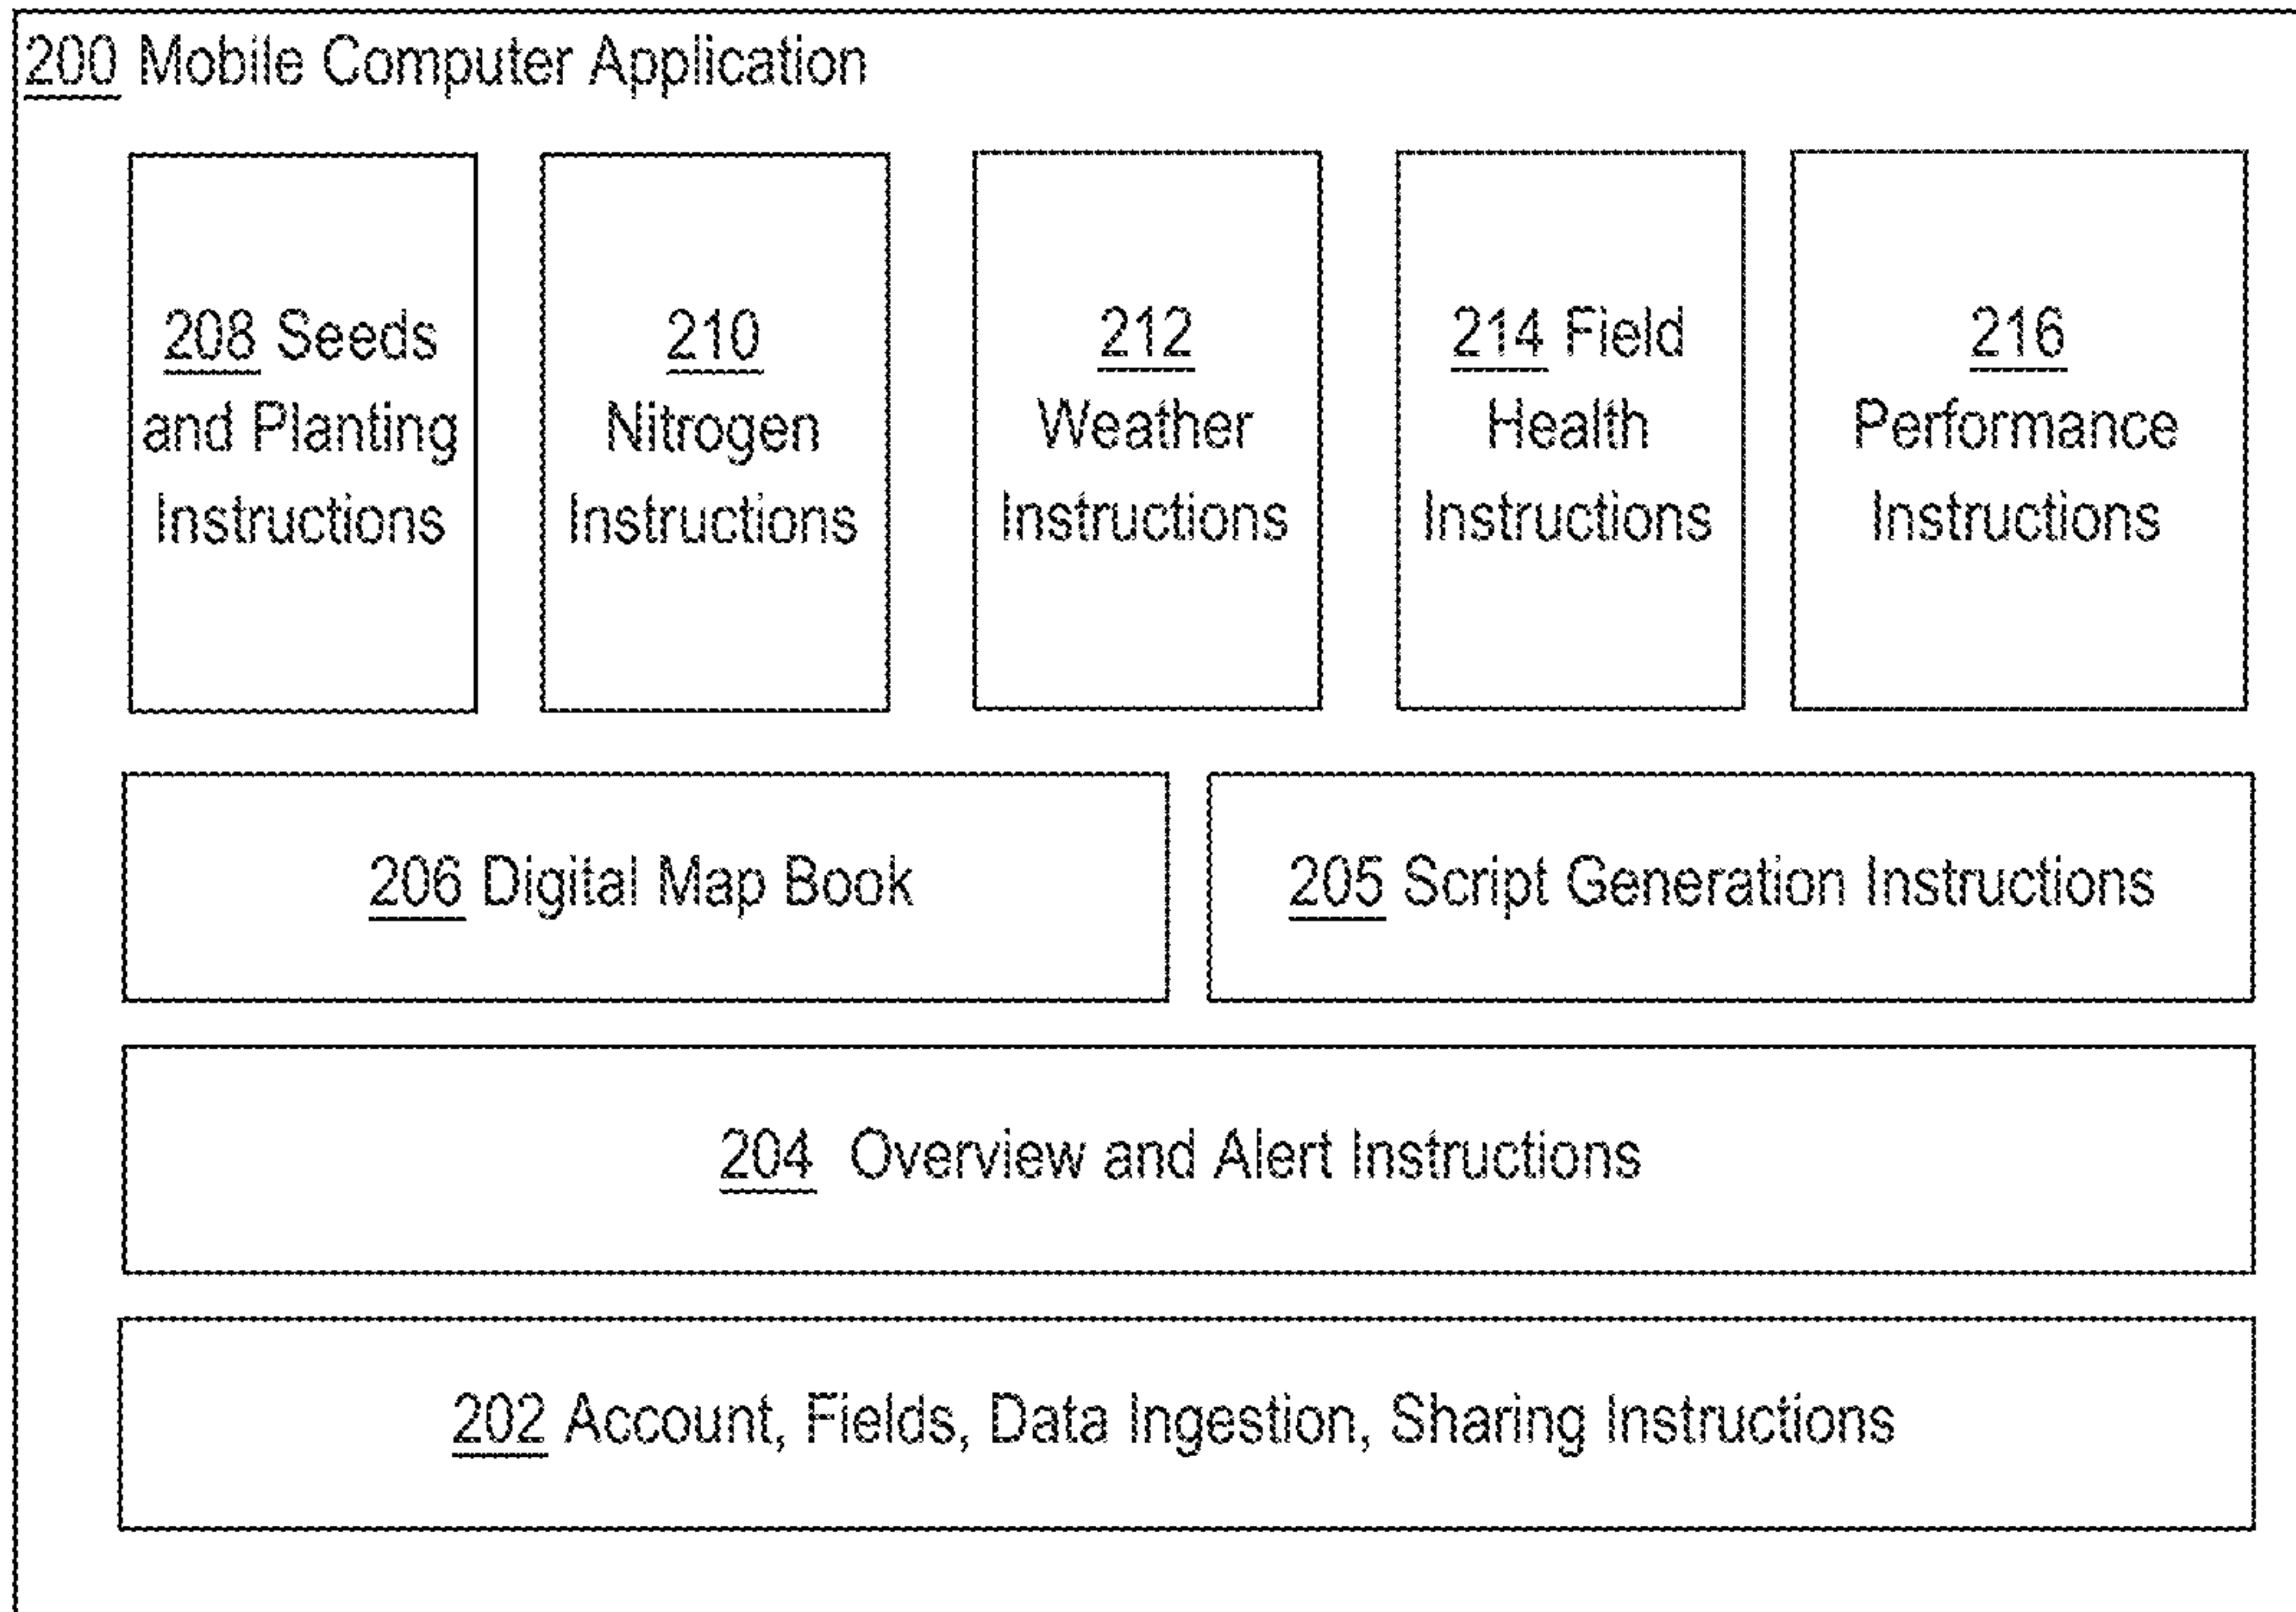 200 Mobile Computer Application
208 Seeds
and Planting
Instructions
210
Nitrogen
Instructions
212
Weather
Instructions
214 Field
Health
Instructions
216
Performance
Instructions
206 Digital Map Book
205 Script Generation Instructions
204 Overview and Alert Instructions
202 Account, Fields, Data Ingestion, Sharing Instructions